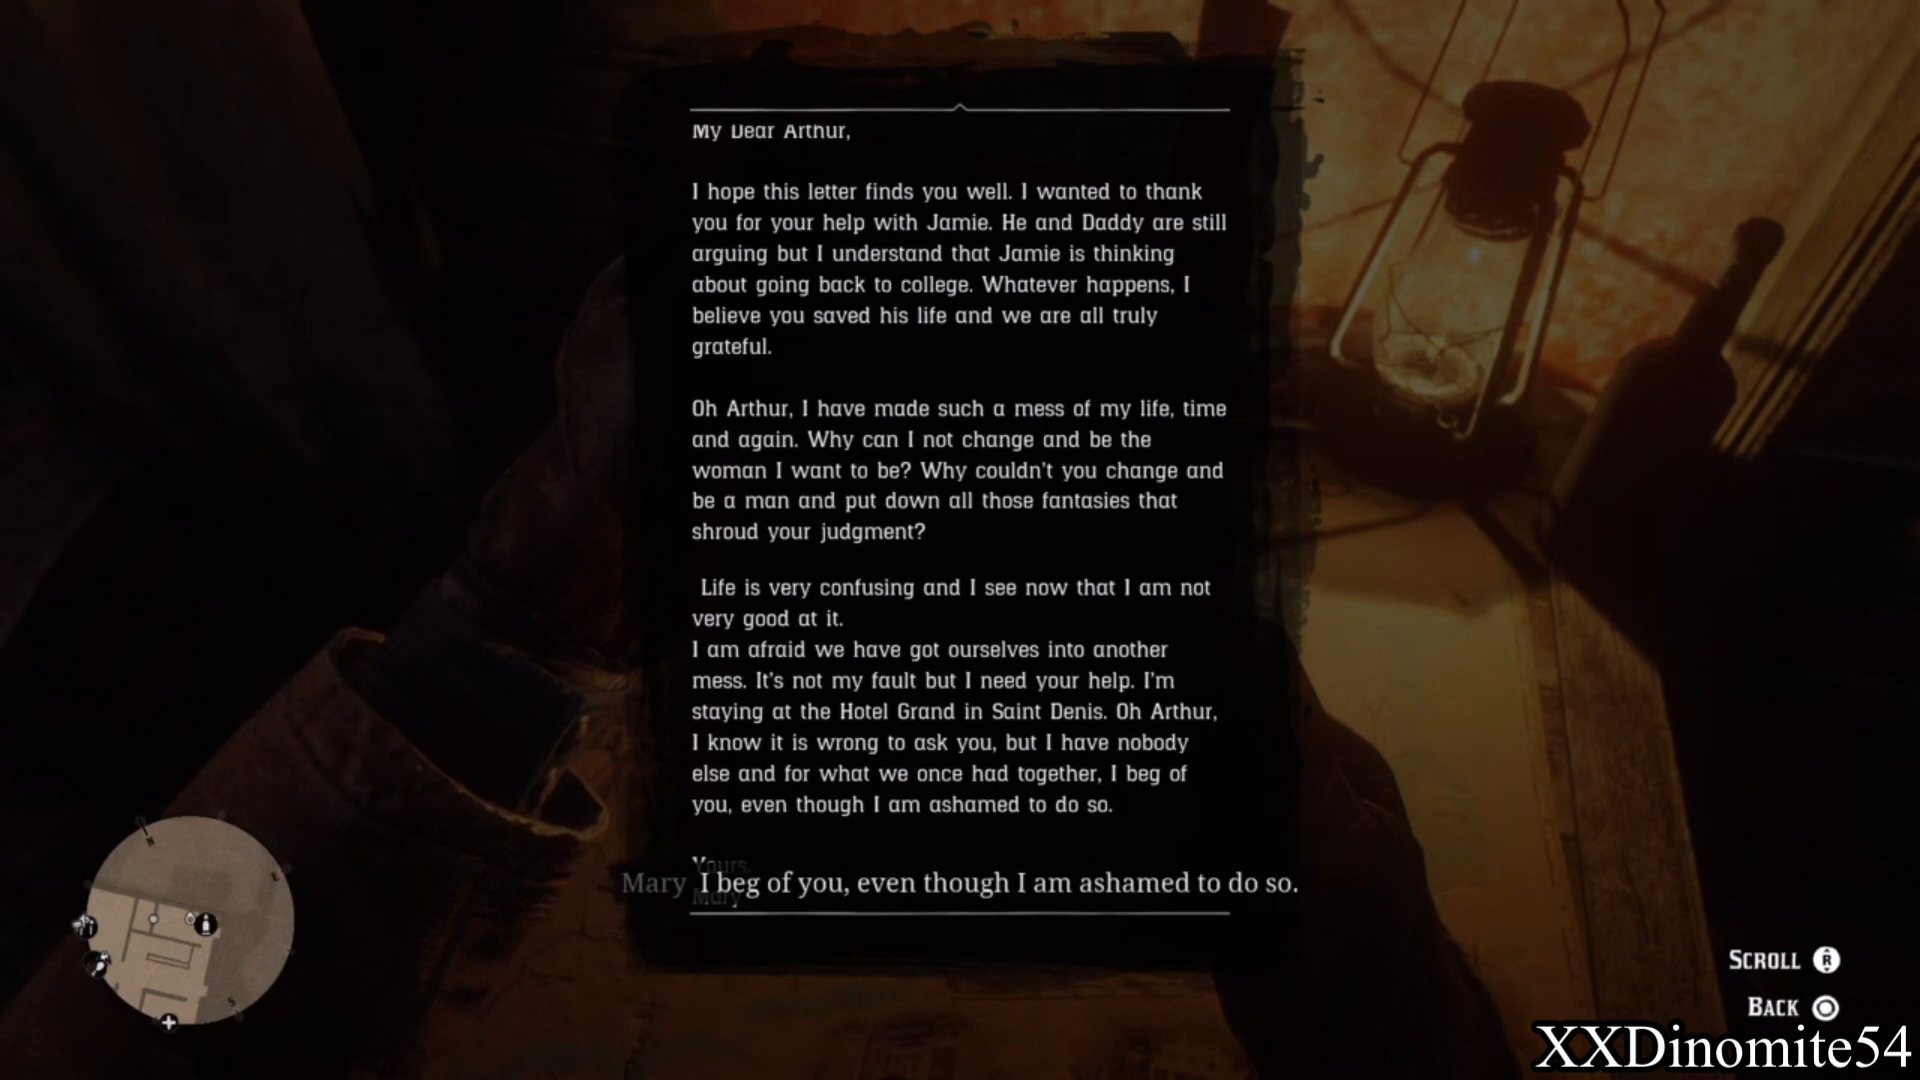 My Dear Arthur,
I hope this letter finds you well. I wanted to thank
you for your help with Jamie. He and Daddy are still
arguing but I understand that Jamie is thinking
about going back to college. Whatever happens, I
believe you saved his life and we are all truly
grateful.
Oh Arthur, I have made such a mess of my life, time
and again. Why can I not change and be the
woman I want to be? Why couldn't you change and
be a man and put down all those fantasies that
shroud your judgment?
Life is very confusing and I see now that I am not
very good at it.
I am afraid we have got ourselves into another
mess. It's not my fault but I need your help. I'm
staying at the Hotel Grand in Saint Denis. Oh Arthur,
I know it is wrong to ask you, but I have nobody
else and for what we once had together, I beg of
you, even though I am ashamed to do so.
Yours,
Mary I beg of you, even though I am ashamed to do so.
Mary
N
E
S
SCROLL R
BACK
XXDinomite54